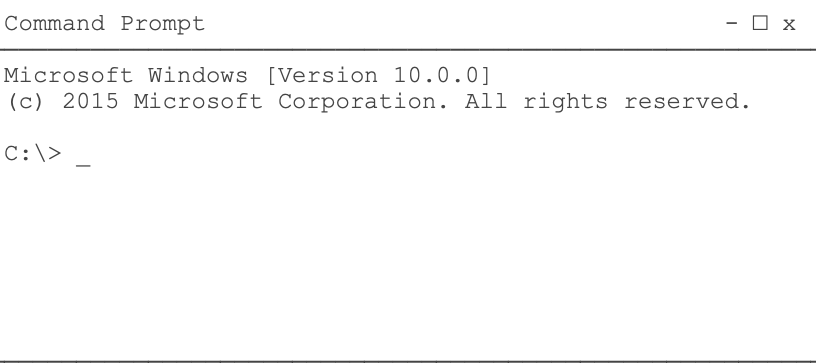 Command Prompt - □ x
Microsoft Windows [Version 10.0.0]
(c) 2015 Microsoft Corporation. All rights reserved.
C:\> _